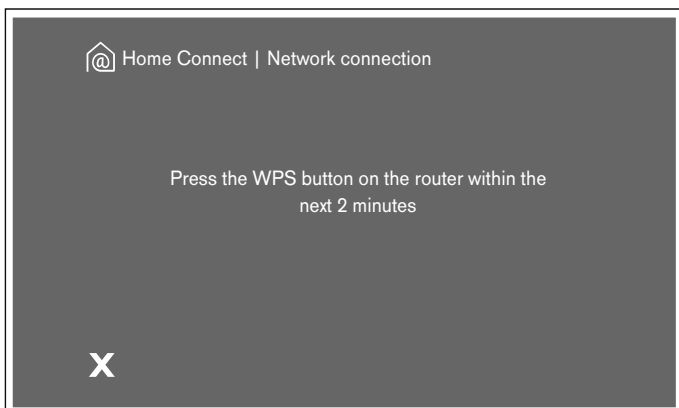 @ Home Connect | Network connection
Press the WPS button on the router within the
next 2 minutes
X